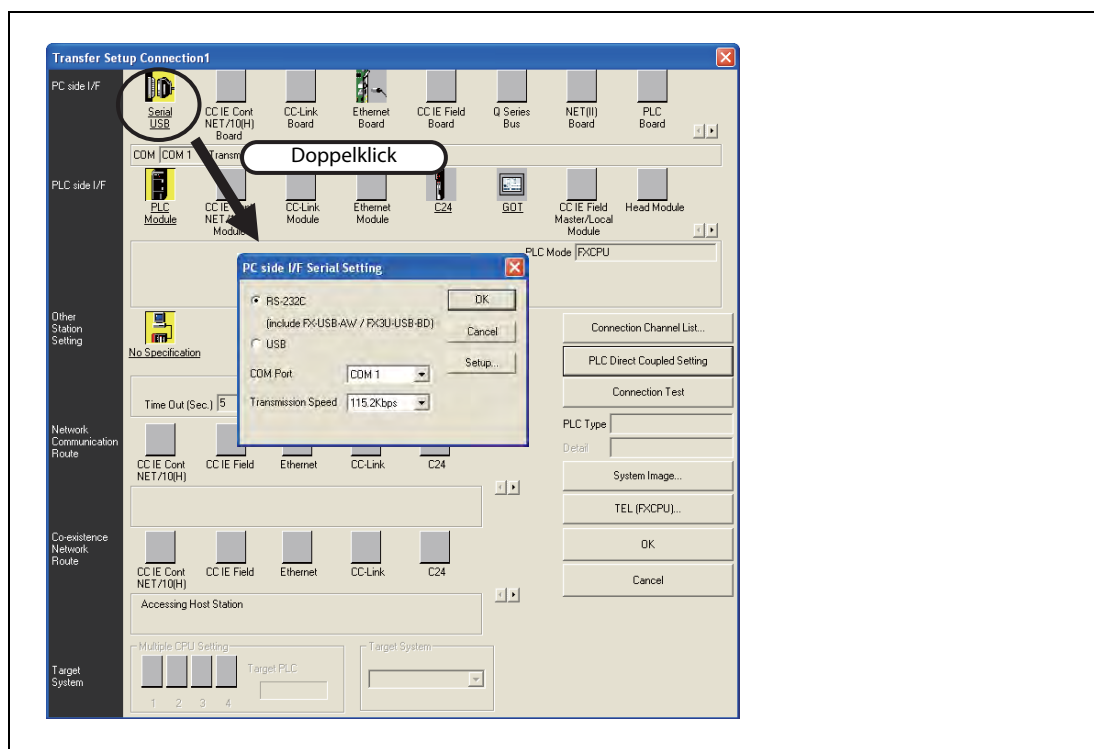 Transfer Setup Connection1
PC side I/F
Serial
USB
CC IE Cont
NET/10(H)
Board
CC-Link
Board
Ethernet
Board
CC IE Field
Board
Q Series
Bus
NET(II)
Board
PLC
Board
COM COM 1 Transm
Doppelklick
PLC side I/F
PLC
Module
CC IE
NET
Module
CC-Link
Module
Ethernet
Module
C24
GOT
CC IE Field
Master/Local
Module
Head Module
PLC Mode FXCPU
PC side I/F Serial Setting
RS-232C
(include FX-USB-AW / FX3U-USB-BD)
USB
COM Port COM 1
Transmission Speed 115.2Kbps
OK
Cancel
Setup...
Other
Station
Setting
No Specification
Time Out (Sec.) 5
Connection Channel List...
PLC Direct Coupled Setting
Connection Test
PLC Type
Detail
System Image...
TEL (FXCPU)...
OK
Cancel
Network
Communication
Route
CC IE Cont
NET/10(H)
CC IE Field
Ethernet
CC-Link
C24
Co-existence
Network
Route
CC IE Cont
NET/10(H)
CC IE Field
Ethernet
CC-Link
C24
Accessing Host Station
Target
System
Multiple CPU Setting
1 2 3 4
Target PLC
Target System